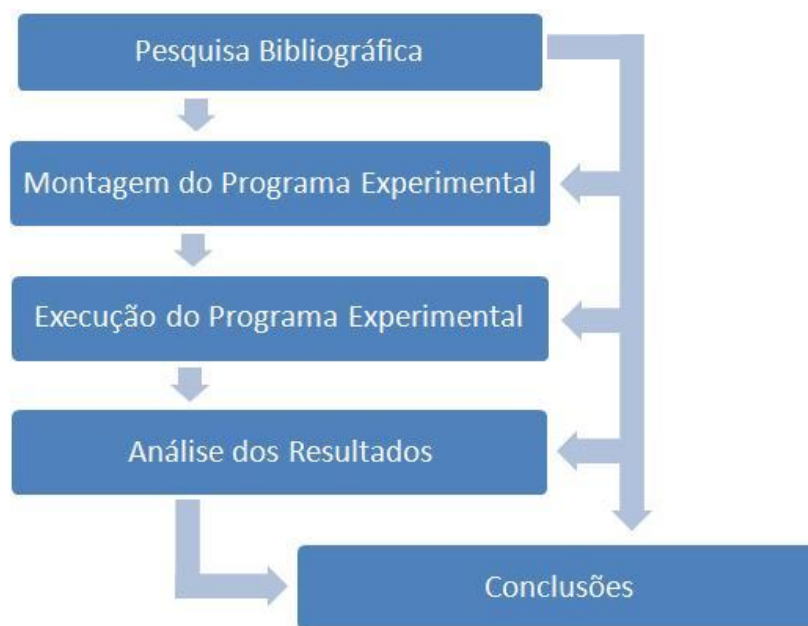 Pesquisa Bibliográfica
Montagem do Programa Experimental
Execução do Programa Experimental
Análise dos Resultados
Conclusões